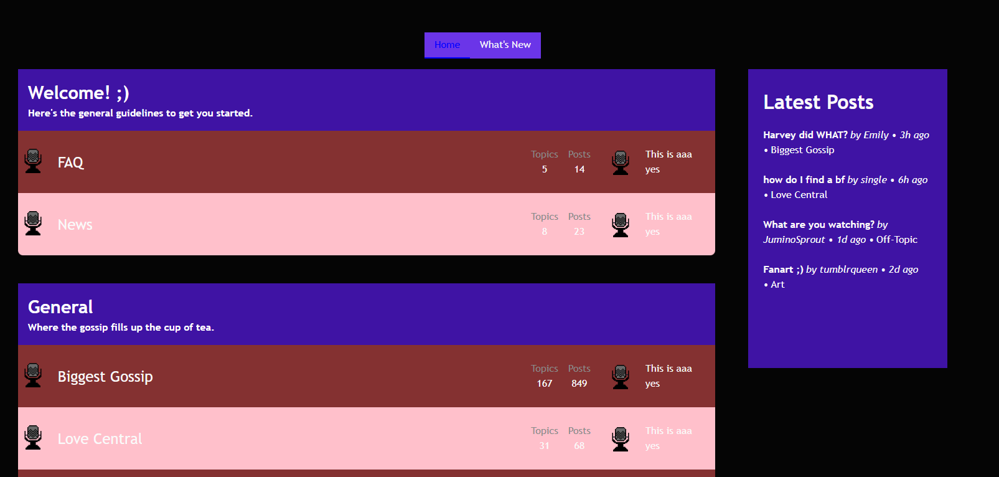 Home What's New
Welcome! ;)
Here's the general guidelines to get you started.
FAQ
Topics Posts
5 14
This is aaa
yes
News
Topics Posts
8 23
This is aaa
yes
General
Where the gossip fills up the cup of tea.
Biggest Gossip
Topics Posts
167 849
This is aaa
yes
Love Central
Topics Posts
31 68
This is aaa
yes
Latest Posts
Harvey did WHAT? by Emily • 3h ago
• Biggest Gossip
how do I find a bf by single • 6h ago
• Love Central
What are you watching? by
JuminoSprout • 1d ago • Off-Topic
Fanart ;) by tumblrqueen • 2d ago
• Art